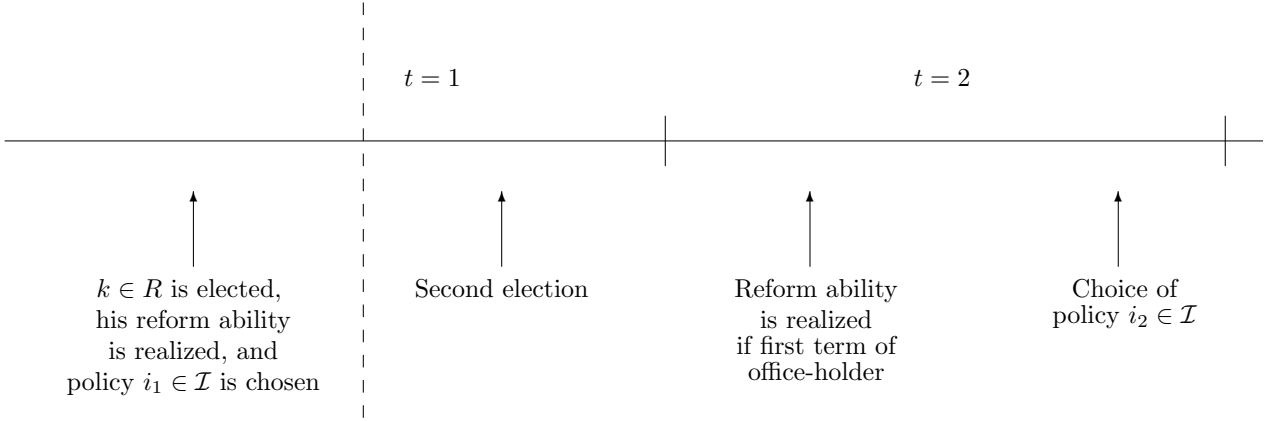 t = 1
t = 2
k ∈ R is elected,
his reform ability
is realized, and
policy i₁ ∈ 𝓘 is chosen
Second election
Reform ability
is realized
if first term of
office-holder
Choice of
policy i₂ ∈ 𝓘